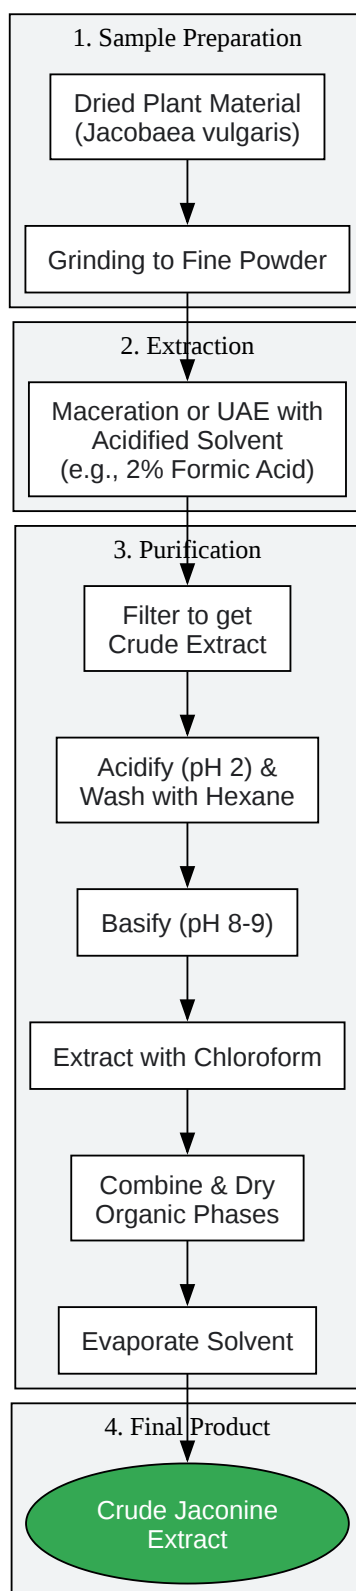 1. Sample Preparation
Dried Plant Material
(Jacobaea vulgaris)
Grinding to Fine Powder
2. Extraction
Maceration or UAE with
Acidified Solvent
(e.g., 2% Formic Acid)
3. Purification
Filter to get
Crude Extract
Acidify (pH 2) &
Wash with Hexane
Basify (pH 8-9)
Extract with Chloroform
Combine & Dry
Organic Phases
Evaporate Solvent
4. Final Product
Crude Jaconine
Extract